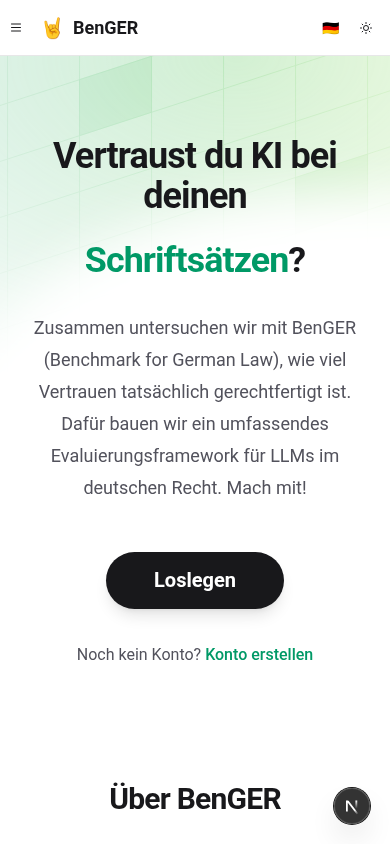 BenGER
Vertraust du KI bei
deinen
Schriftsätzen?
Zusammen untersuchen wir mit BenGER
(Benchmark for German Law), wie viel
Vertrauen tatsächlich gerechtfertigt ist.
Dafür bauen wir ein umfassendes
Evaluierungsframework für LLMs im
deutschen Recht. Mach mit!
Loslegen
Noch kein Konto? Konto erstellen
Über BenGER
N